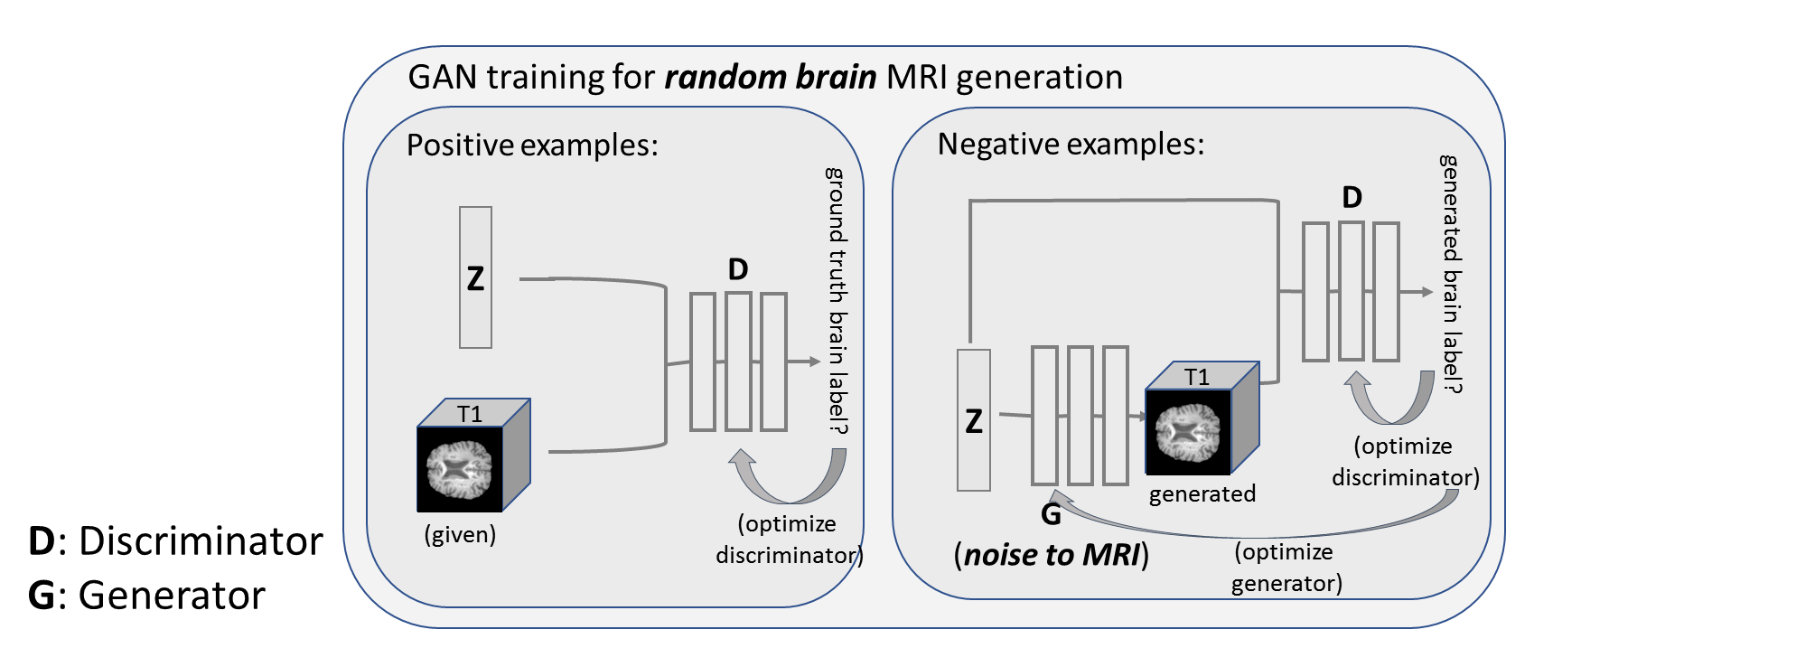 GAN training for random brain MRI generation
Positive examples:
Z
T1
(given)
D
ground truth brain label?
(optimize
discriminator)
Negative examples:
Z
G
(noise to MRI)
T1
generated
D
generated brain label?
(optimize
discriminator)
(optimize
generator)
D: Discriminator
G: Generator